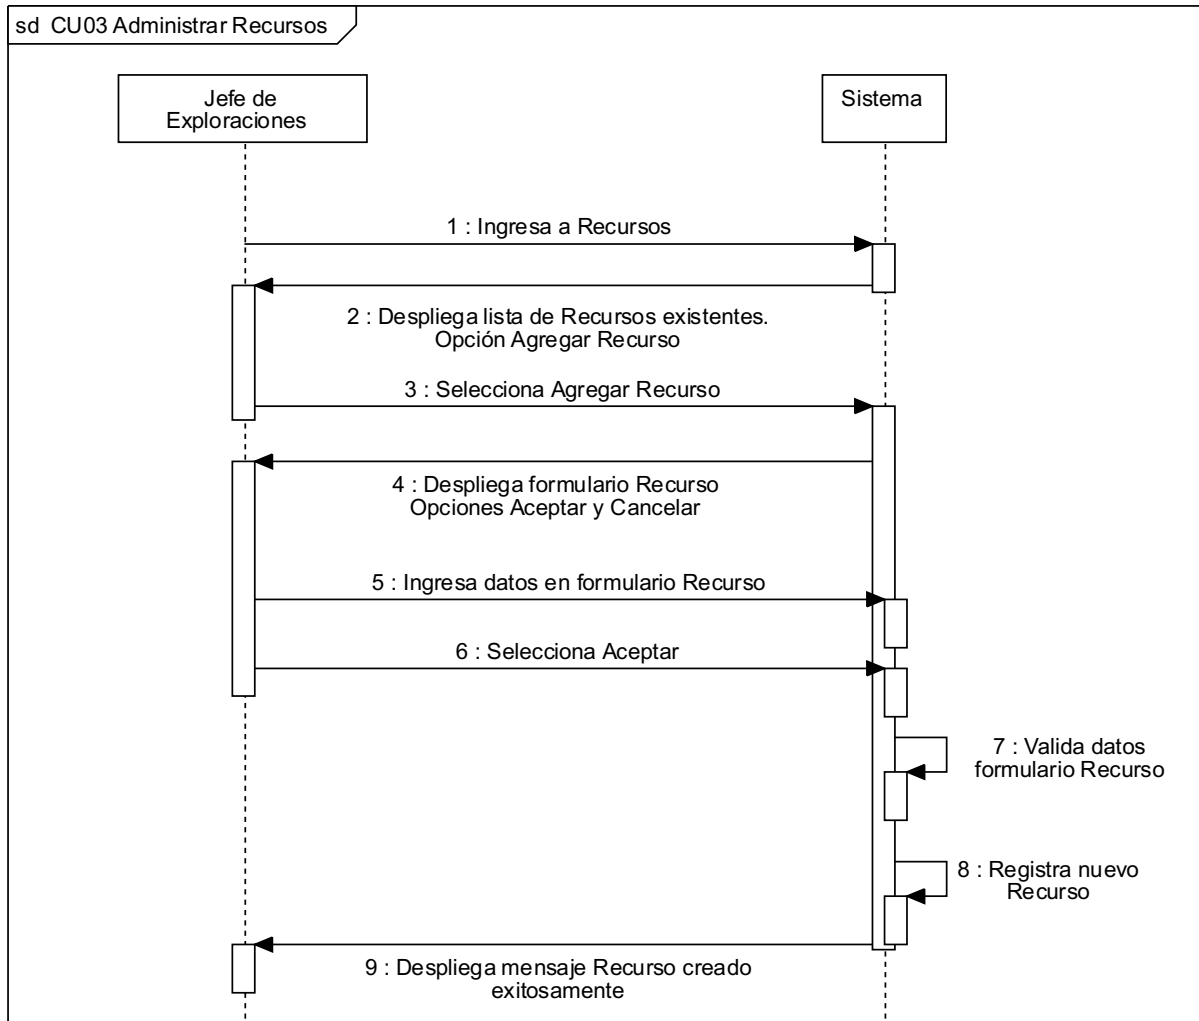 sd CU03 Administrar Recursos
Jefe de
Exploraciones
Sistema
1 : Ingresa a Recursos
2 : Despliega lista de Recursos existentes.
Opción Agregar Recurso
3 : Selecciona Agregar Recurso
4 : Despliega formulario Recurso
Opciones Aceptar y Cancelar
5 : Ingresa datos en formulario Recurso
6 : Selecciona Aceptar
7 : Valida datos
formulario Recurso
8 : Registra nuevo
Recurso
9 : Despliega mensaje Recurso creado
exitosamente